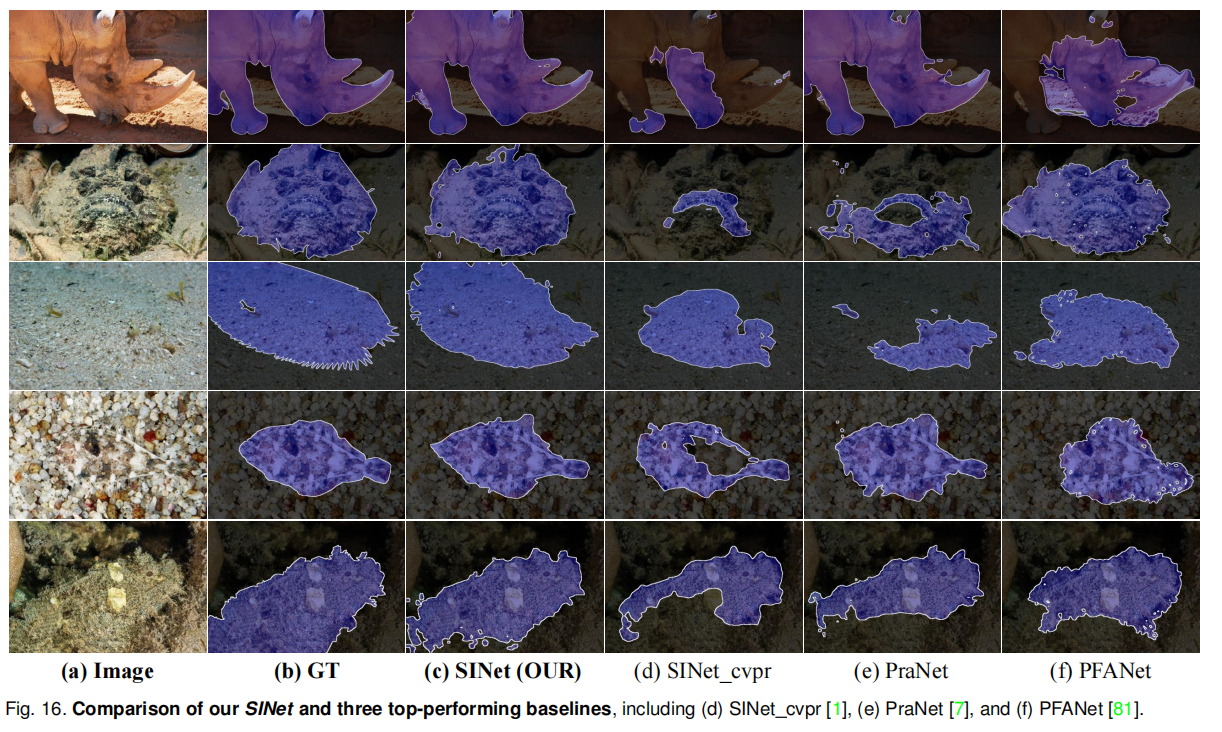 (a) Image (b) GT (c) SINet (OUR) (d) SINet_cvpr (e) PraNet (f) PFANet
Fig. 16. Comparison of our SINet and three top-performing baselines, including (d) SINet_cvpr [1], (e) PraNet [7], and (f) PFANet [81].